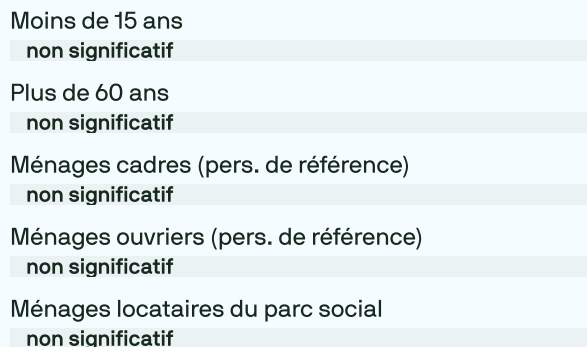 Moins de 15 ans
non significatif
Plus de 60 ans
non significatif
Ménages cadres (pers. de référence)
non significatif
Ménages ouvriers (pers. de référence)
non significatif
Ménages locataires du parc social
non significatif